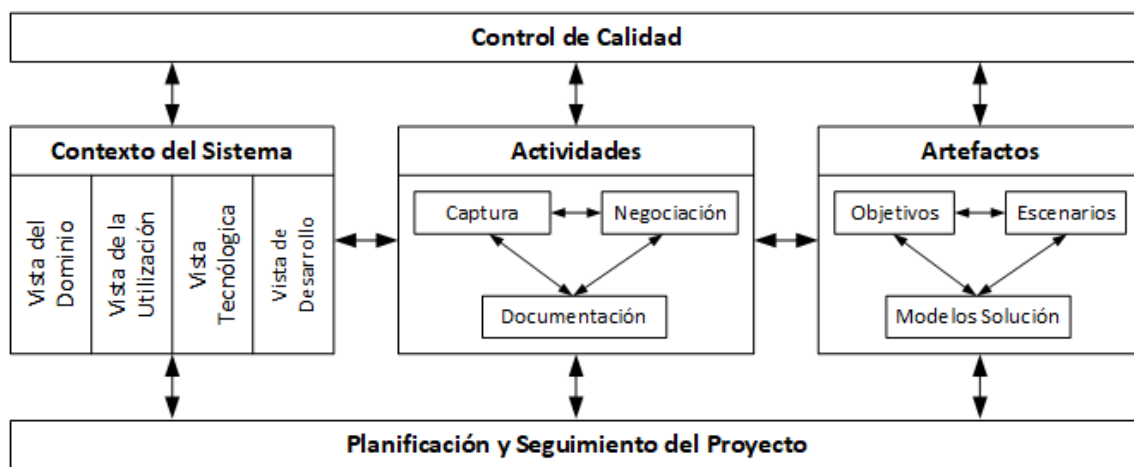 Control de Calidad
Contexto del Sistema
Vista del
Dominio
Vista de la
Utilización
Vista
Tecnólogica
Vista de
Desarrollo
Actividades
Captura
Negociación
Documentación
Artefactos
Objetivos
Escenarios
Modelos Solución
Planificación y Seguimiento del Proyecto